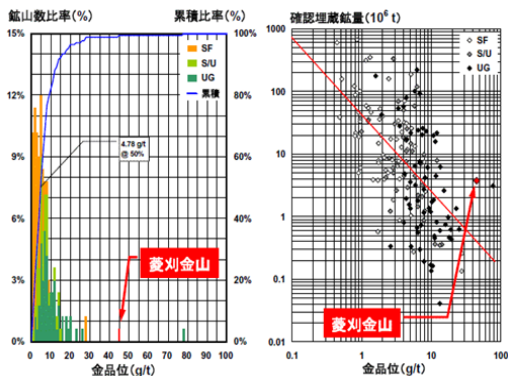 鉱山数比率(%)
累積比率(%)
15%
12%
9%
6%
3%
0%
100%
80%
60%
40%
20%
0%
SF
S/U
UG
累積
4.78 g/t
@ 50%
菱刈金山
0 10 20 30 40 50 60 70 80 90 100
金品位(g/t)
確認埋蔵鉱量(10⁶ t)
1000
100
10
1
0.1
0.01
SF
S/U
UG
菱刈金山
0.1 1 10 100
金品位(g/t)